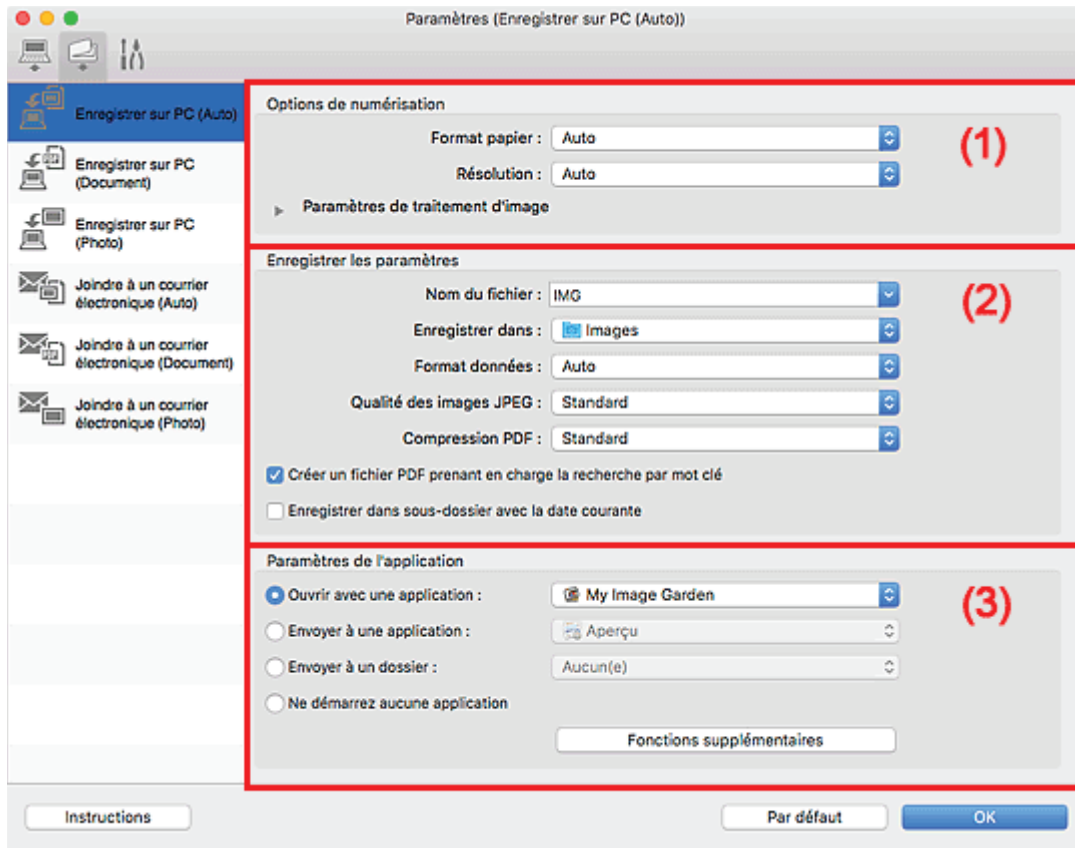 Paramètres (Enregistrer sur PC (Auto))
Enregistrer sur PC (Auto)
Enregistrer sur PC
(Document)
Enregistrer sur PC
(Photo)
Joindre à un courrier
électronique (Auto)
Joindre à un courrier
électronique (Document)
Joindre à un courrier
électronique (Photo)
Options de numérisation
(1)
Format papier : Auto
Résolution : Auto
Paramètres de traitement d'image
Enregistrer les paramètres
(2)
Nom du fichier : IMG
Enregistrer dans : Images
Format données : Auto
Qualité des images JPEG : Standard
Compression PDF : Standard
Créer un fichier PDF prenant en charge la recherche par mot clé
Enregistrer dans sous-dossier avec la date courante
Paramètres de l'application
(3)
Ouvrir avec une application : My Image Garden
Envoyer à une application : Aperçu
Envoyer à un dossier : Aucun(e)
Ne démarrez aucune application
Fonctions supplémentaires
Instructions
Par défaut
OK